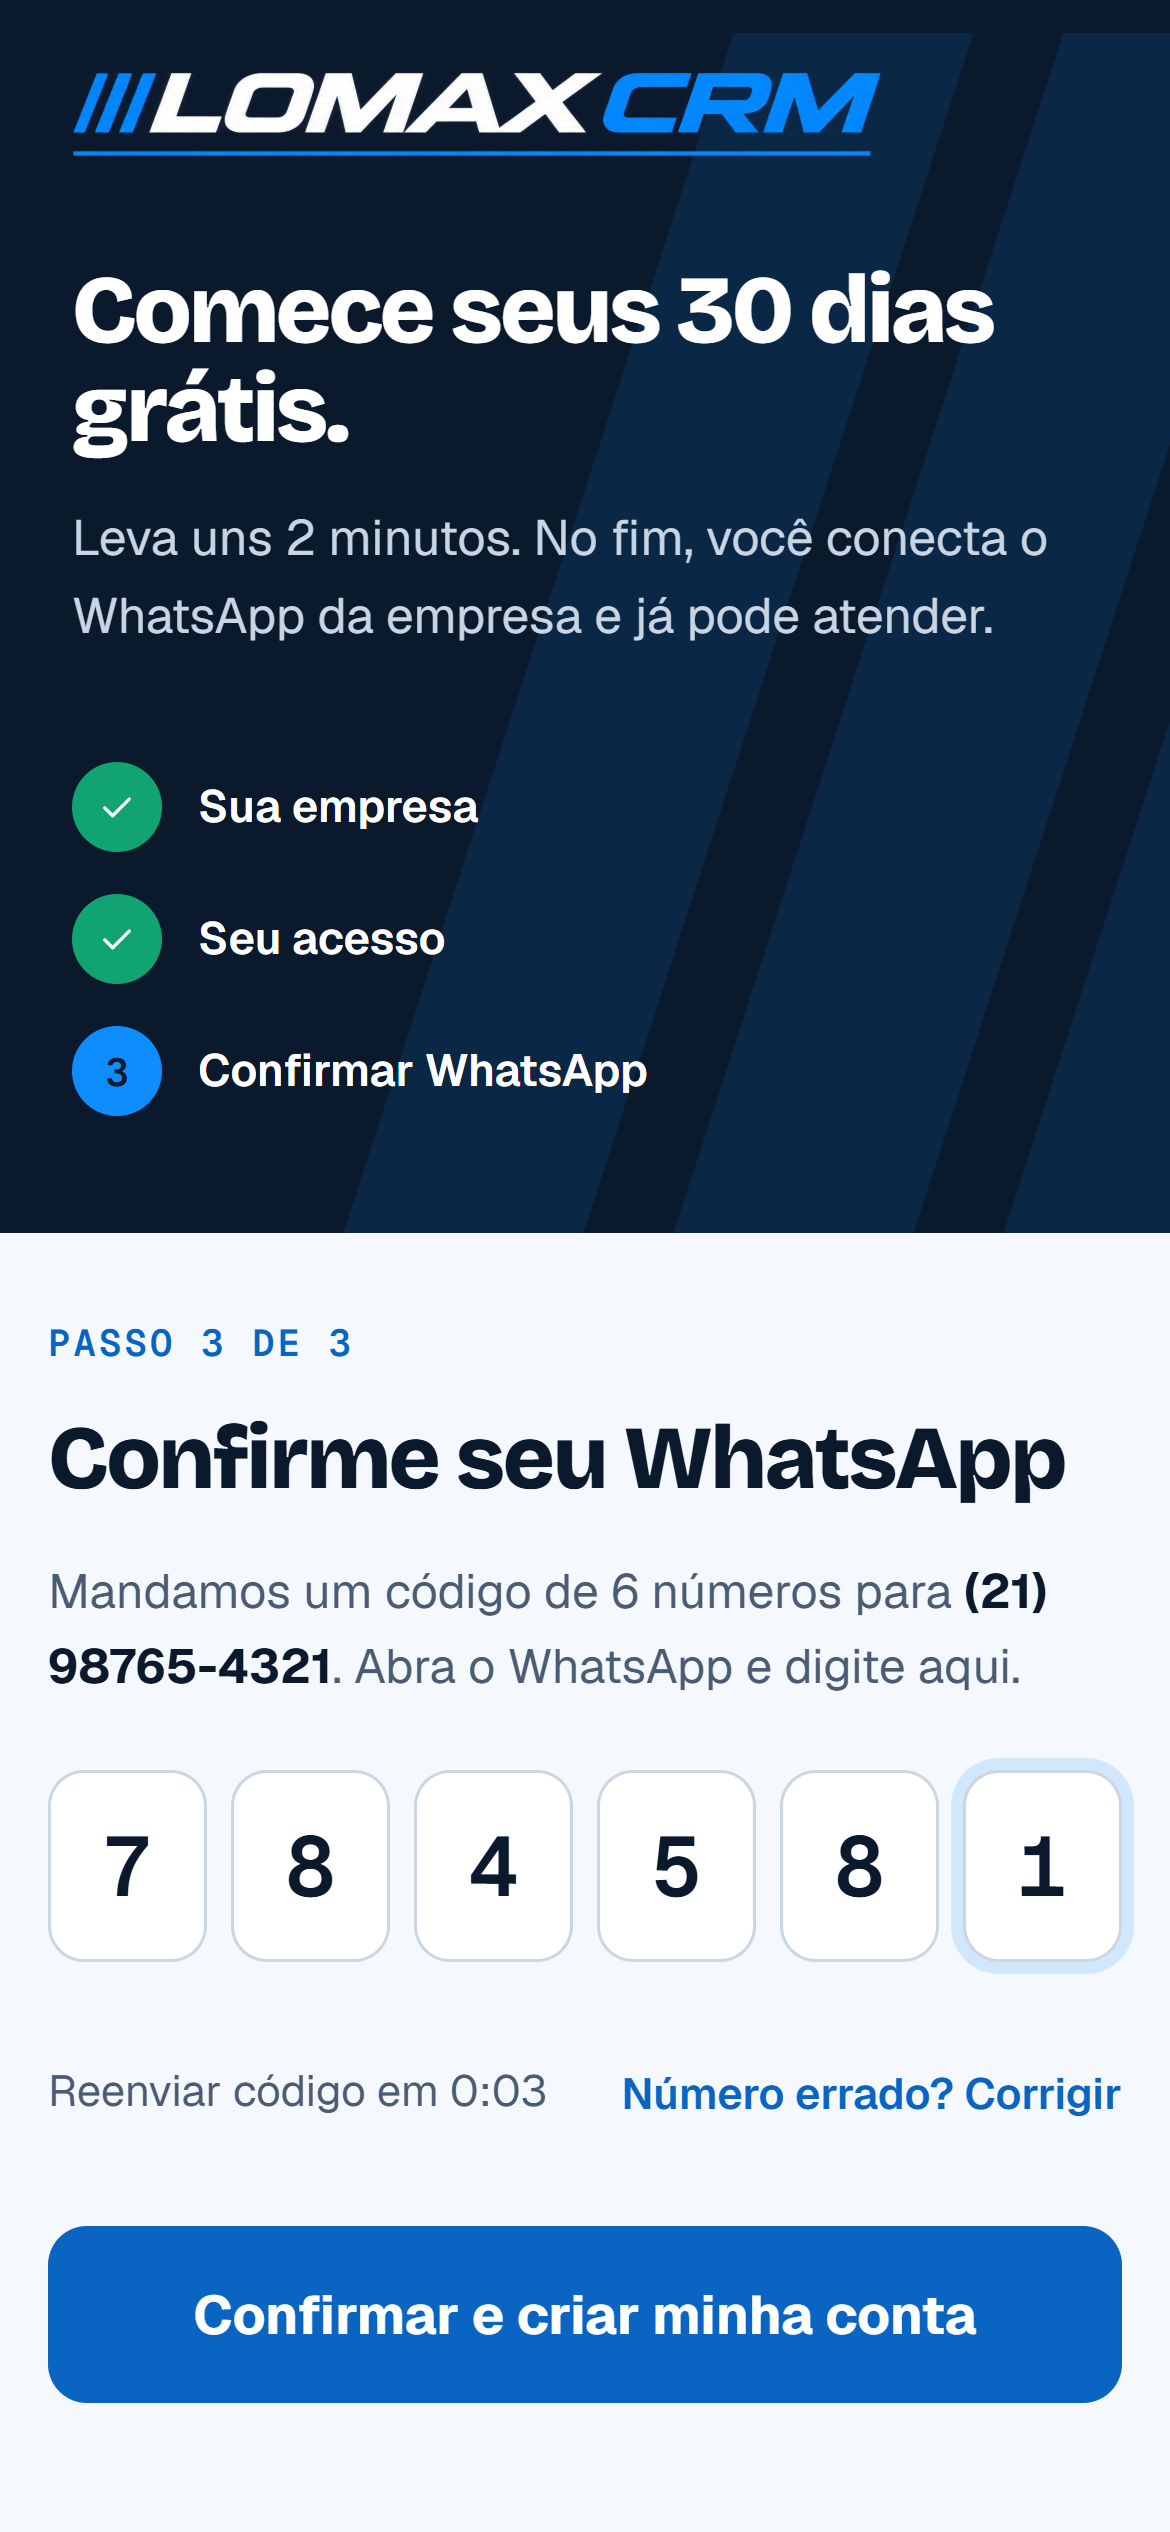 LOMAX CRM
Comece seus 30 dias
grátis.
Leva uns 2 minutos. No fim, você conecta o
WhatsApp da empresa e já pode atender.
Sua empresa
Seu acesso
3 Confirmar WhatsApp
PASSO 3 DE 3
Confirme seu WhatsApp
Mandamos um código de 6 números para (21)
98765-4321. Abra o WhatsApp e digite aqui.
7 8 4 5 8 1
Reenviar código em 0:03 Número errado? Corrigir
Confirmar e criar minha conta